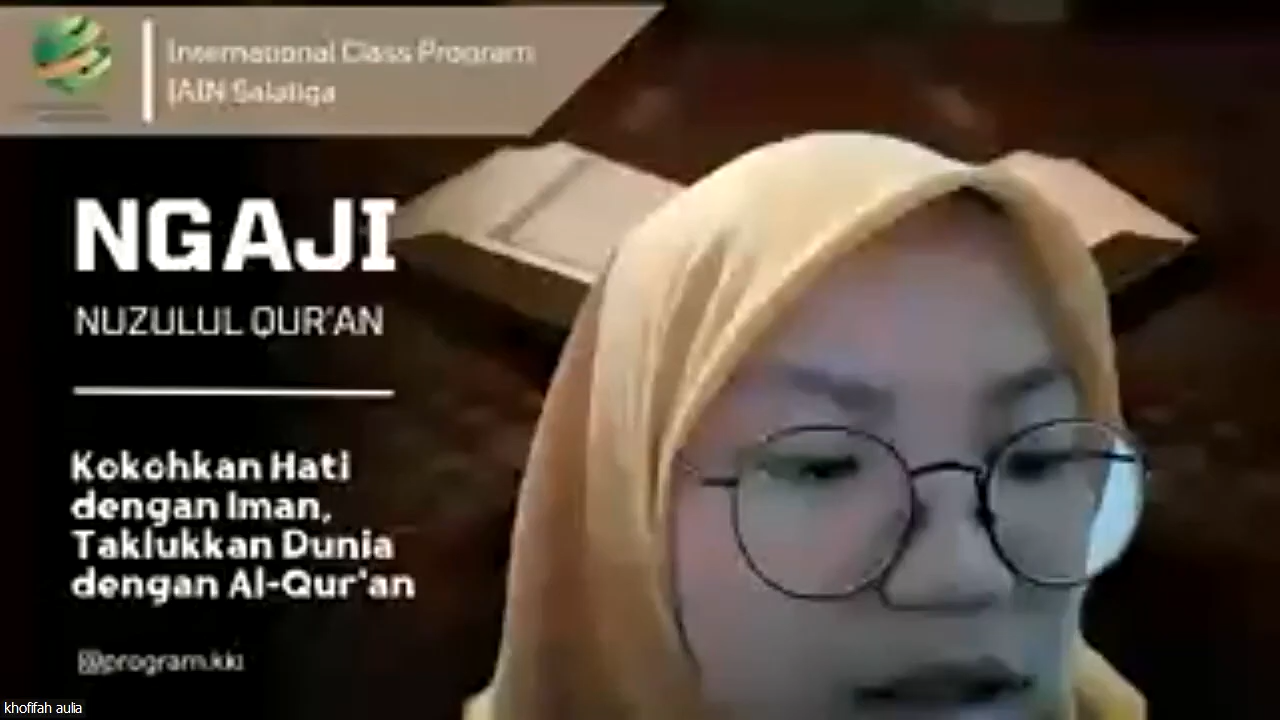 International Class Program
IAIN Salatiga
NGAJI
NUZULUL QUR'AN
Kokohkan Hati
dengan Iman,
Taklukkan Dunia
dengan Al-Qur'an
@program.kki
khofifah aulia